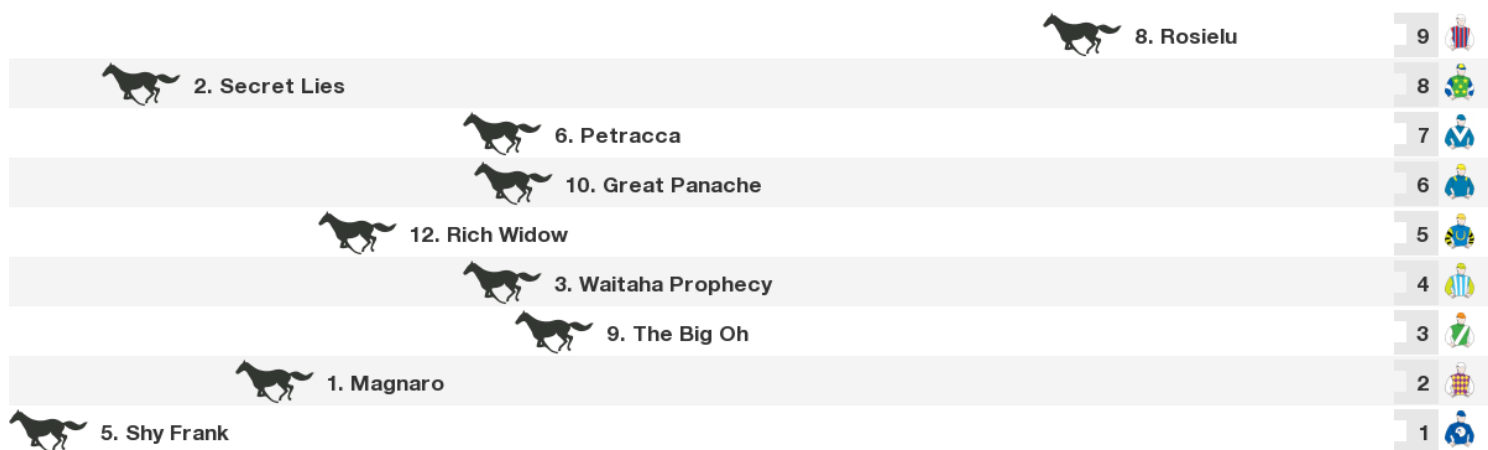 8. Rosielu 9
2. Secret Lies 8
6. Petracca 7
10. Great Panache 6
12. Rich Widow 5
3. Waitaha Prophecy 4
9. The Big Oh 3
1. Magnaro 2
5. Shy Frank 1